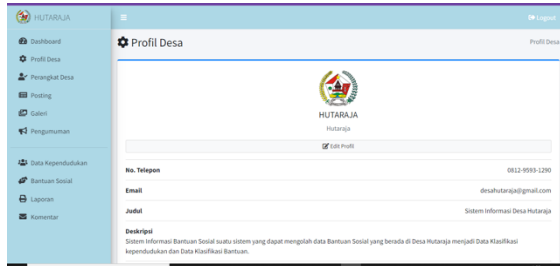 HUTARAJA
Logout
Dashboard
Profil Desa
Perangkat Desa
Posting
Galeri
Pengumuman
Data Kependudukan
Bantuan Sosial
Laporan
Komentar
Profil Desa
Profil Desa
HUTARAJA
Hutaraja
Edit Profil
No. Telepon 0812-9593-1290
Email desahutaraja@gmail.com
Judul Sistem Informasi Desa Hutaraja
Deskripsi
Sistem Informasi Bantuan Sosial suatu sistem yang dapat mengolah data Bantuan Sosial yang berada di Desa Hutaraja menjadi Data Klasifikasi
kependudukan dan Data Klasifikasi Bantuan.